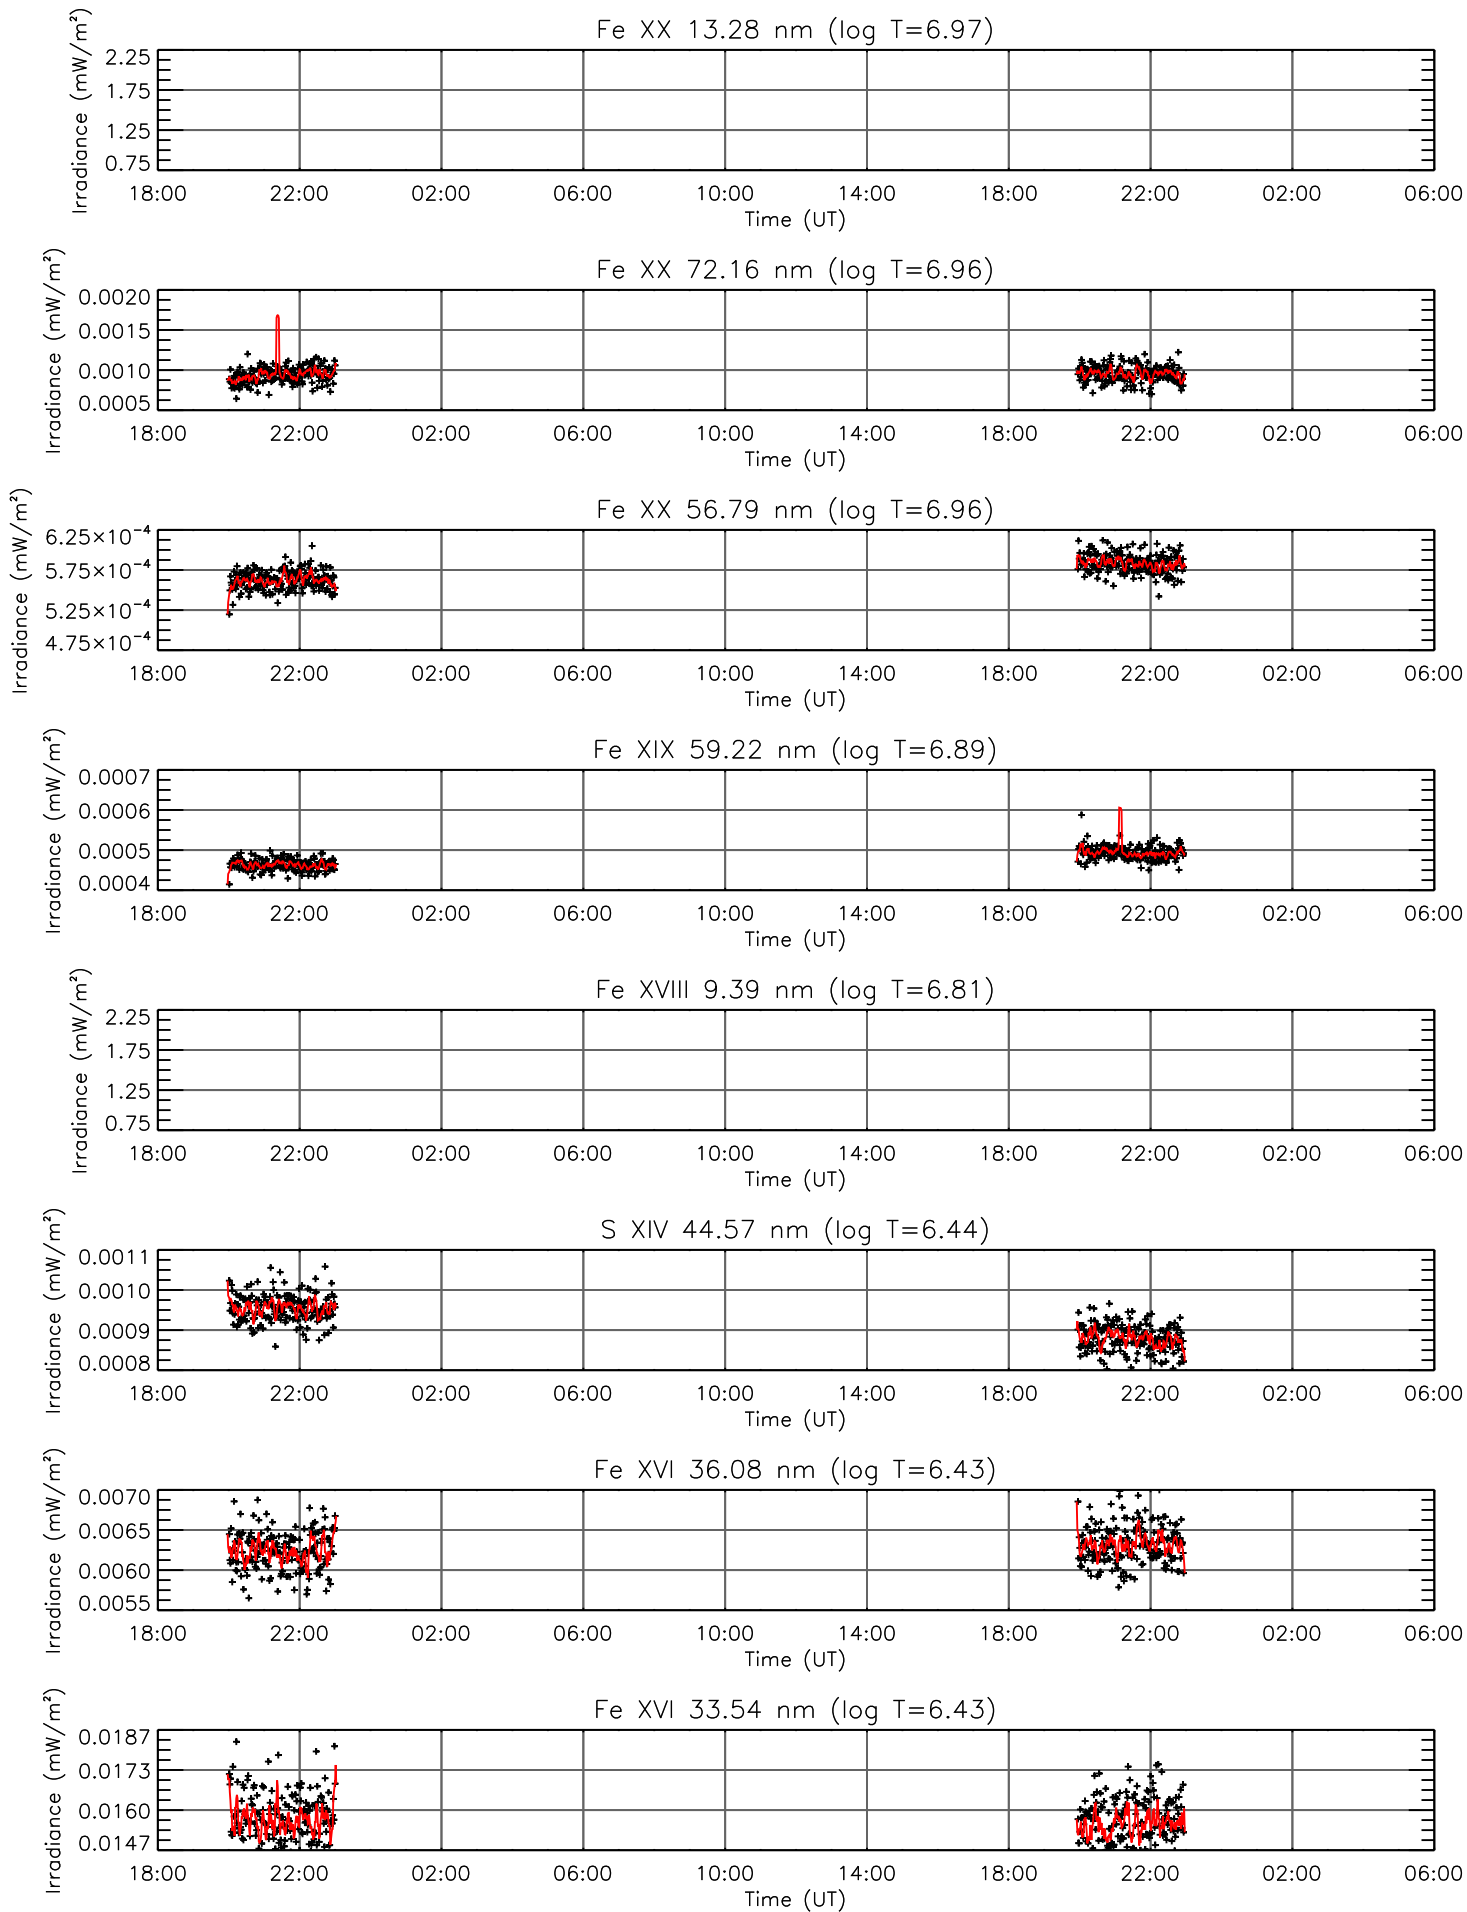 Fe XX 13.28 nm (log T=6.97)
Irradiance (mW/m²)
2.25
1.75
1.25
0.75
18:00 22:00 02:00 06:00 10:00 14:00 18:00 22:00 02:00 06:00
Time (UT)
Fe XX 72.16 nm (log T=6.96)
Irradiance (mW/m²)
0.0020
0.0015
0.0010
0.0005
18:00 22:00 02:00 06:00 10:00 14:00 18:00 22:00 02:00 06:00
Time (UT)
Fe XX 56.79 nm (log T=6.96)
Irradiance (mW/m²)
6.25×10⁻⁴
5.75×10⁻⁴
5.25×10⁻⁴
4.75×10⁻⁴
18:00 22:00 02:00 06:00 10:00 14:00 18:00 22:00 02:00 06:00
Time (UT)
Fe XIX 59.22 nm (log T=6.89)
Irradiance (mW/m²)
0.0007
0.0006
0.0005
0.0004
18:00 22:00 02:00 06:00 10:00 14:00 18:00 22:00 02:00 06:00
Time (UT)
Fe XVIII 9.39 nm (log T=6.81)
Irradiance (mW/m²)
2.25
1.75
1.25
0.75
18:00 22:00 02:00 06:00 10:00 14:00 18:00 22:00 02:00 06:00
Time (UT)
S XIV 44.57 nm (log T=6.44)
Irradiance (mW/m²)
0.0011
0.0010
0.0009
0.0008
18:00 22:00 02:00 06:00 10:00 14:00 18:00 22:00 02:00 06:00
Time (UT)
Fe XVI 36.08 nm (log T=6.43)
Irradiance (mW/m²)
0.0070
0.0065
0.0060
0.0055
18:00 22:00 02:00 06:00 10:00 14:00 18:00 22:00 02:00 06:00
Time (UT)
Fe XVI 33.54 nm (log T=6.43)
Irradiance (mW/m²)
0.0187
0.0173
0.0160
0.0147
18:00 22:00 02:00 06:00 10:00 14:00 18:00 22:00 02:00 06:00
Time (UT)